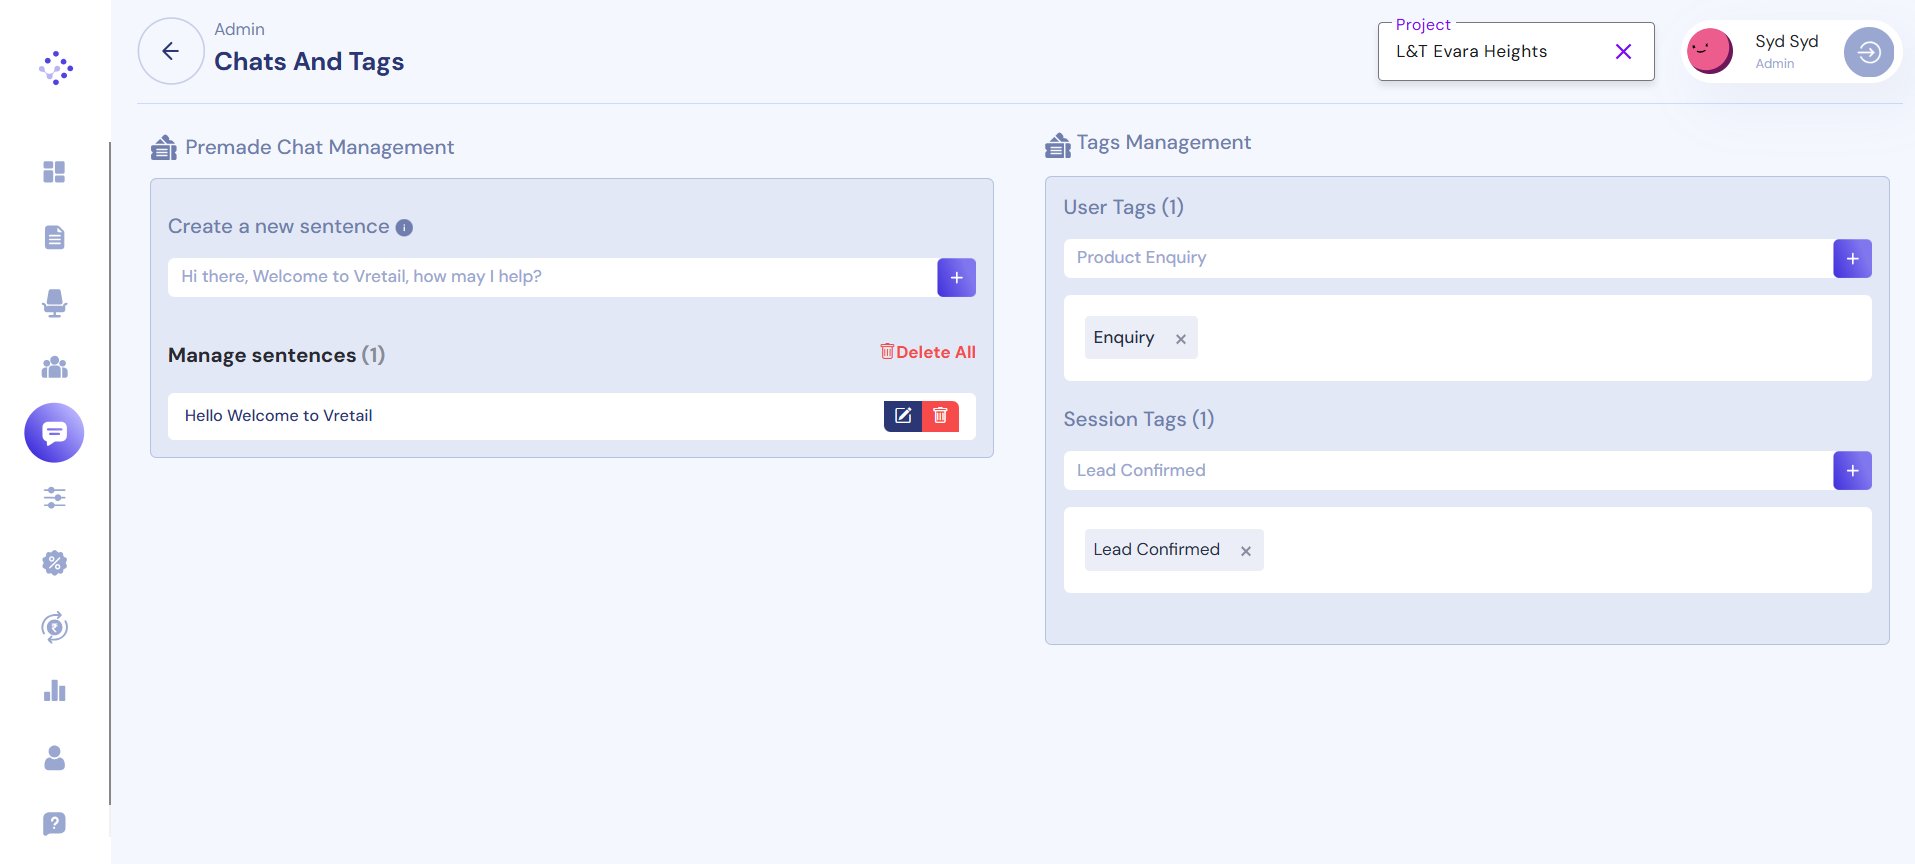 Admin
Chats And Tags
Project
L&T Evara Heights
Syd Syd
Admin
Premade Chat Management
Create a new sentence
Hi there, Welcome to Vretail, how may I help?
Manage sentences (1)
Delete All
Hello Welcome to Vretail
Tags Management
User Tags (1)
Product Enquiry
Enquiry
Session Tags (1)
Lead Confirmed
Lead Confirmed